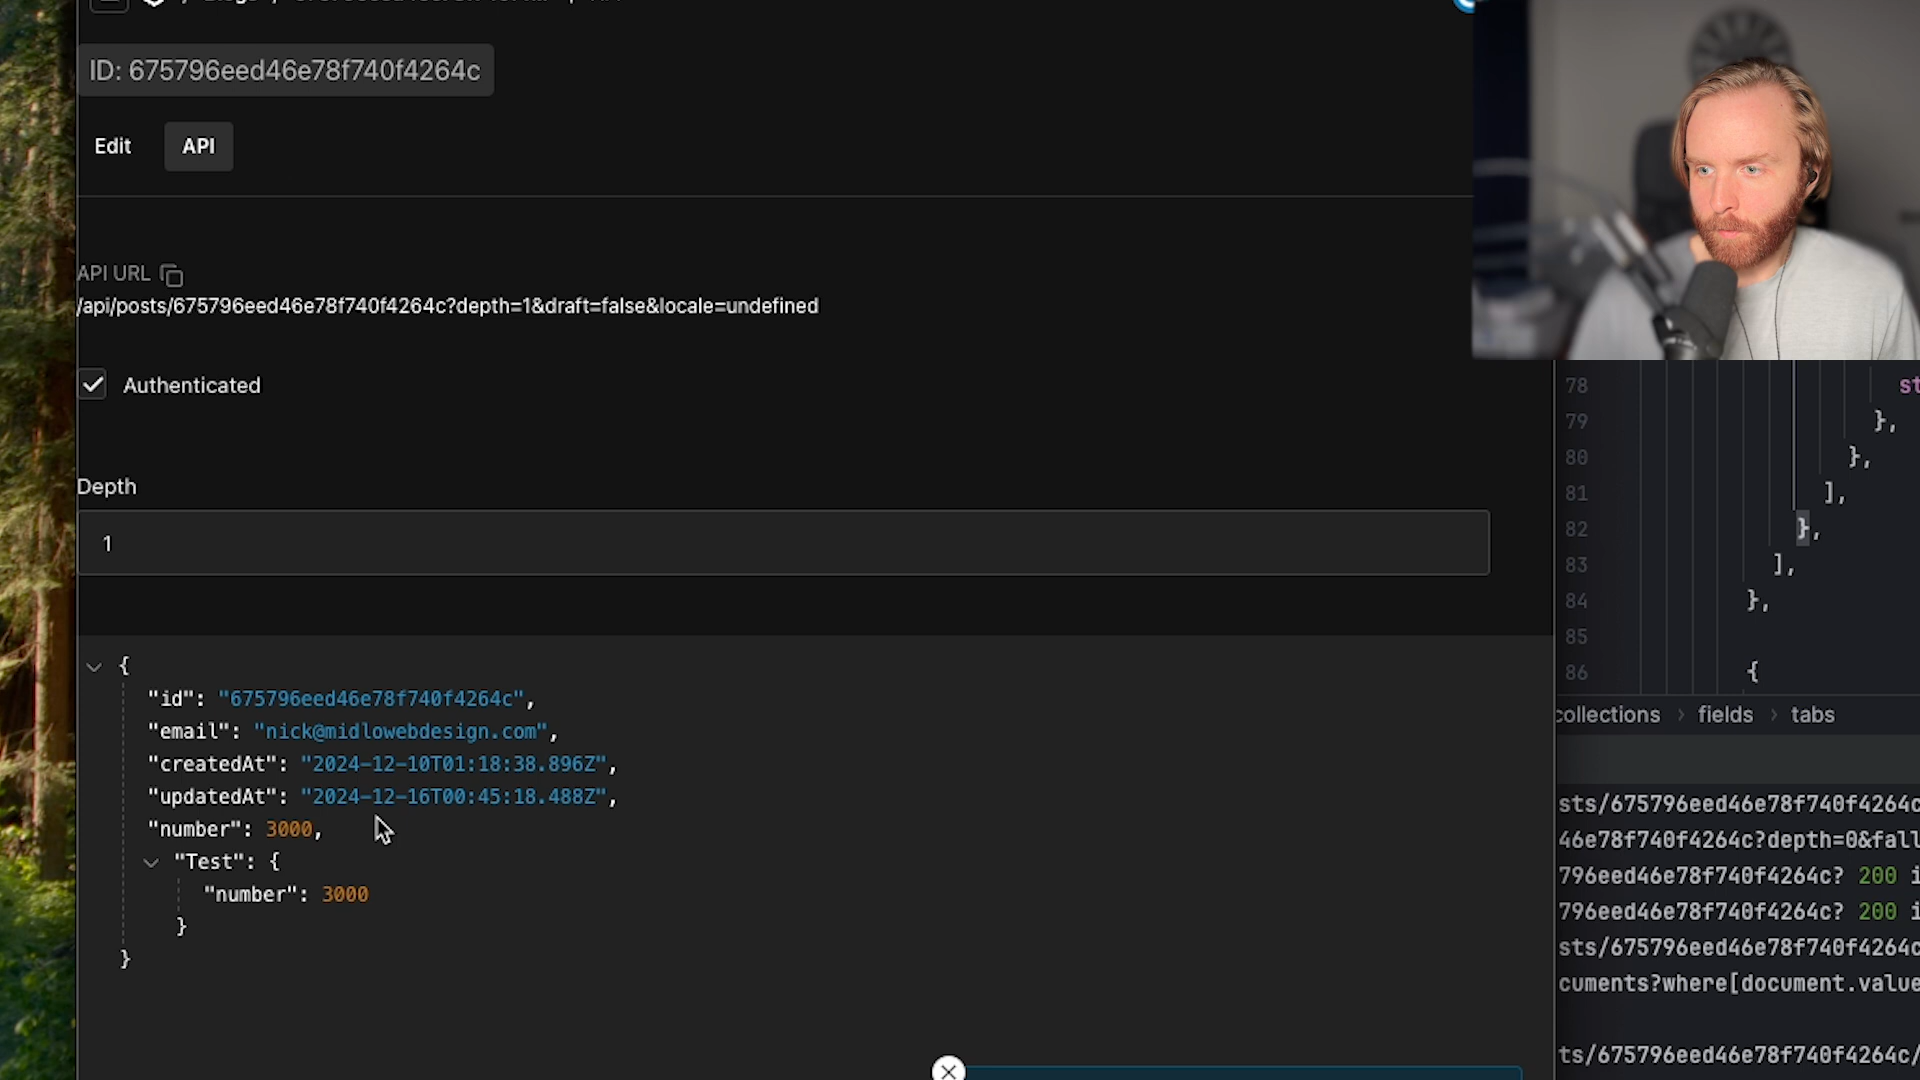 ID: 675796eed46e78f740f4264c
Edit
API
API URL
/api/posts/675796eed46e78f740f4264c?depth=1&draft=false&locale=undefined
Authenticated
Depth
1
{
"id": "675796eed46e78f740f4264c",
"email": "nick@midlowebdesign.com",
"createdAt": "2024-12-10T01:18:38.896Z",
"updatedAt": "2024-12-16T00:45:18.488Z",
"number": 3000,
"Test": {
"number": 3000
}
}
78 st
79 },
80 },
81 ],
82 },
83 ],
84 },
85
86 {
collections › fields › tabs
sts/675796eed46e78f740f4264c
46e78f740f4264c?depth=0&fall
796eed46e78f740f4264c? 200 i
796eed46e78f740f4264c? 200 i
sts/675796eed46e78f740f4264c
cuments?where[document.value
ts/675796eed46e78f740f4264c/